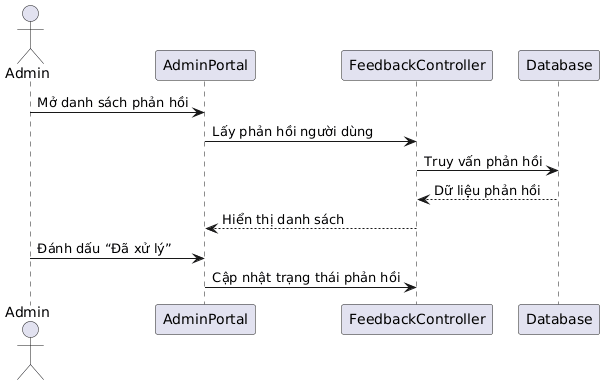 Admin
AdminPortal
FeedbackController
Database
Mở danh sách phản hồi
Lấy phản hồi người dùng
Truy vấn phản hồi
Dữ liệu phản hồi
Hiển thị danh sách
Đánh dấu “Đã xử lý”
Cập nhật trạng thái phản hồi
Admin
AdminPortal
FeedbackController
Database